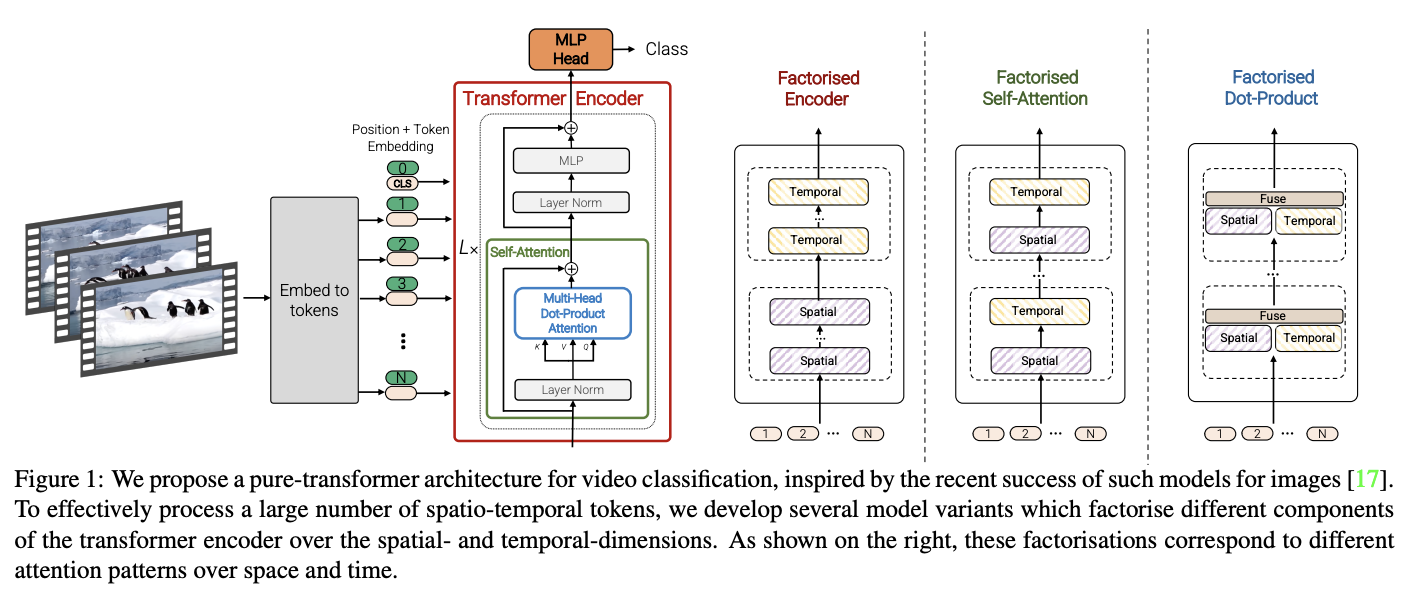 MLP
Head
Class
Transformer Encoder
Position + Token
Embedding
0
CLS
1
2
3
N
Embed to
tokens
L×
MLP
Layer Norm
Self-Attention
Multi-Head
Dot-Product
Attention
K V Q
Layer Norm
Factorised
Encoder
Temporal
...
Temporal
Spatial
...
Spatial
1 2 ... N
Factorised
Self-Attention
Temporal
Spatial
...
Temporal
Spatial
1 2 ... N
Factorised
Dot-Product
Fuse
Spatial Temporal
...
Fuse
Spatial Temporal
1 2 ... N
Figure 1: We propose a pure-transformer architecture for video classification, inspired by the recent success of such models for images [17].
To effectively process a large number of spatio-temporal tokens, we develop several model variants which factorise different components
of the transformer encoder over the spatial- and temporal-dimensions. As shown on the right, these factorisations correspond to different
attention patterns over space and time.